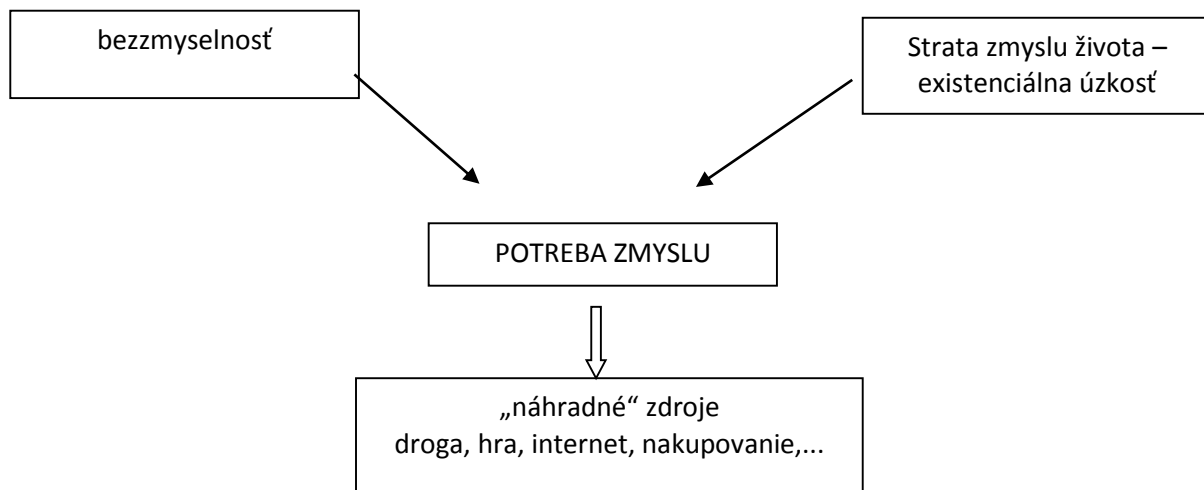 bezzmyselnosť
Strata zmyslu života –
existenciálna úzkosť
POTREBA ZMYSLU
„náhradné“ zdroje
droga, hra, internet, nakupovanie,...